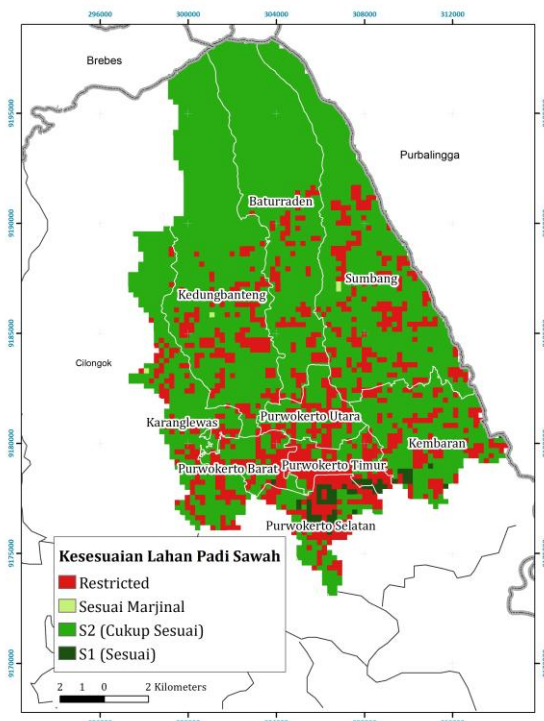 296000 300000 304000 308000 312000
Brebes
9195000
Purbalingga
Baturraden
9190000
Sumbang
Kedungbanteng
9185000
Cilongok
Karanglewas
Purwokerto Utara
9180000
Kembaran
Purwokerto Barat
Purwokerto Timur
Purwokerto Selatan
9175000
Kesesuaian Lahan Padi Sawah
Restricted
Sesuai Marjinal
S2 (Cukup Sesuai)
S1 (Sesuai)
9170000
2 1 0 2 Kilometers